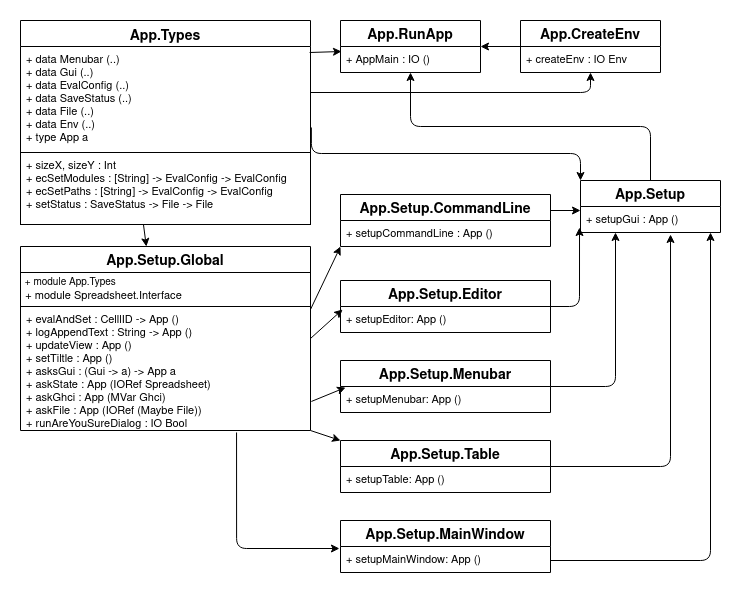 App.Types
+ data Menubar (..)
+ data Gui (..)
+ data EvalConfig (..)
+ data SaveStatus (..)
+ data File (..)
+ data Env (..)
+ type App a
+ sizeX, sizeY : Int
+ ecSetModules : [String] -> EvalConfig -> EvalConfig
+ ecSetPaths : [String] -> EvalConfig -> EvalConfig
+ setStatus : SaveStatus -> File -> File
App.RunApp
+ AppMain : IO ()
App.CreateEnv
+ createEnv : IO Env
App.Setup
+ setupGui : App ()
App.Setup.Global
+ module App.Types
+ module Spreadsheet.Interface
+ evalAndSet : CellIID -> App ()
+ logAppendText : String -> App ()
+ updateView : App ()
+ setTiltle : App ()
+ asksGui : (Gui -> a) -> App a
+ askState : App (IORef Spreadsheet)
+ askGhci : App (MVar Ghci)
+ askFile : App (IORef (Maybe File))
+ runAreYouSureDialog : IO Bool
App.Setup.CommandLine
+ setupCommandLine : App ()
App.Setup.Editor
+ setupEditor: App ()
App.Setup.Menubar
+ setupMenubar: App ()
App.Setup.Table
+ setupTable: App ()
App.Setup.MainWindow
+ setupMainWindow: App ()